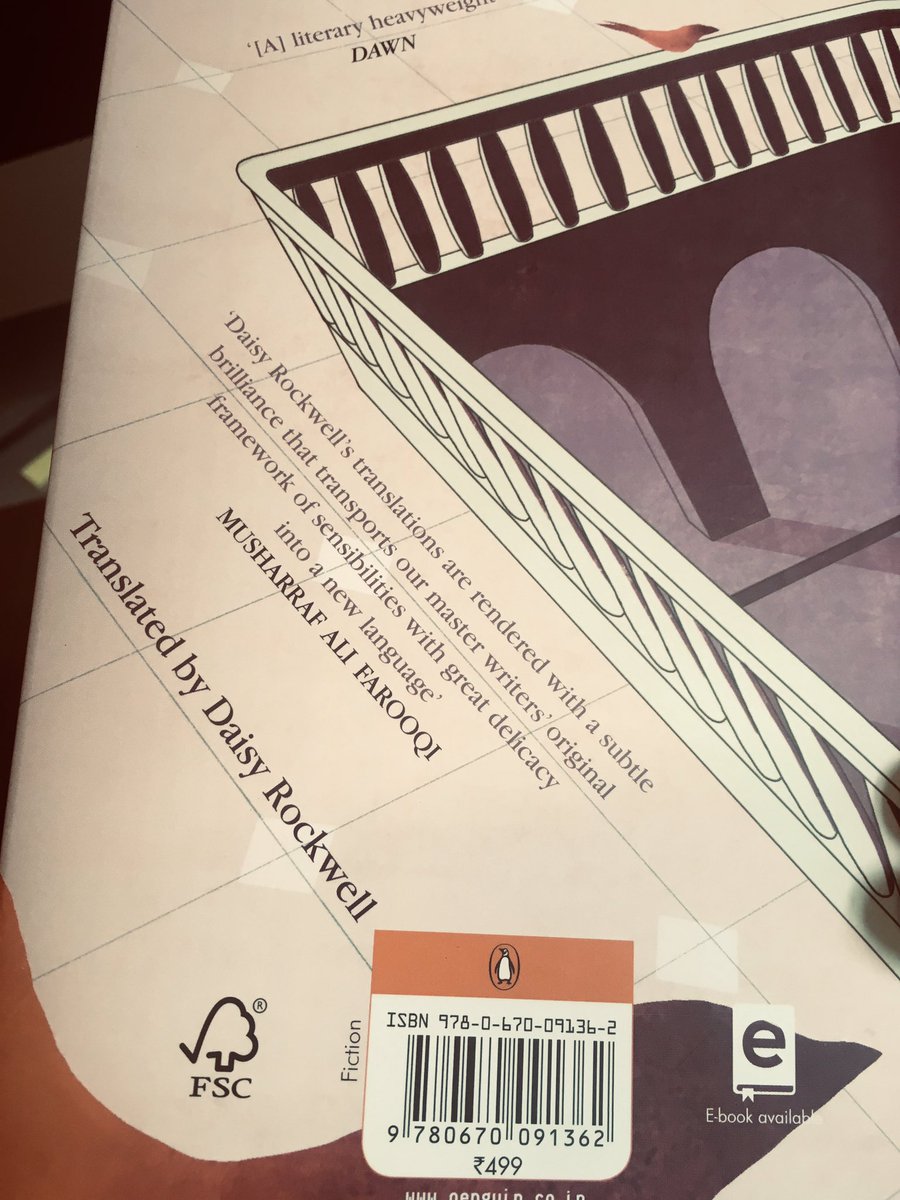 ‘[A] literary heavyweight
DAWN
‘Daisy Rockwell’s translations are rendered with a subtle
brilliance that transports our master writers’ original
framework of sensibilities with great delicacy
into a new language’
MUSHARRAF ALI FAROOQI
Translated by Daisy Rockwell
FSC®
Fiction
ISBN 978-0-670-09136-2
9 780670 091362
₹499
www.penguin.co.in
e
E-book available